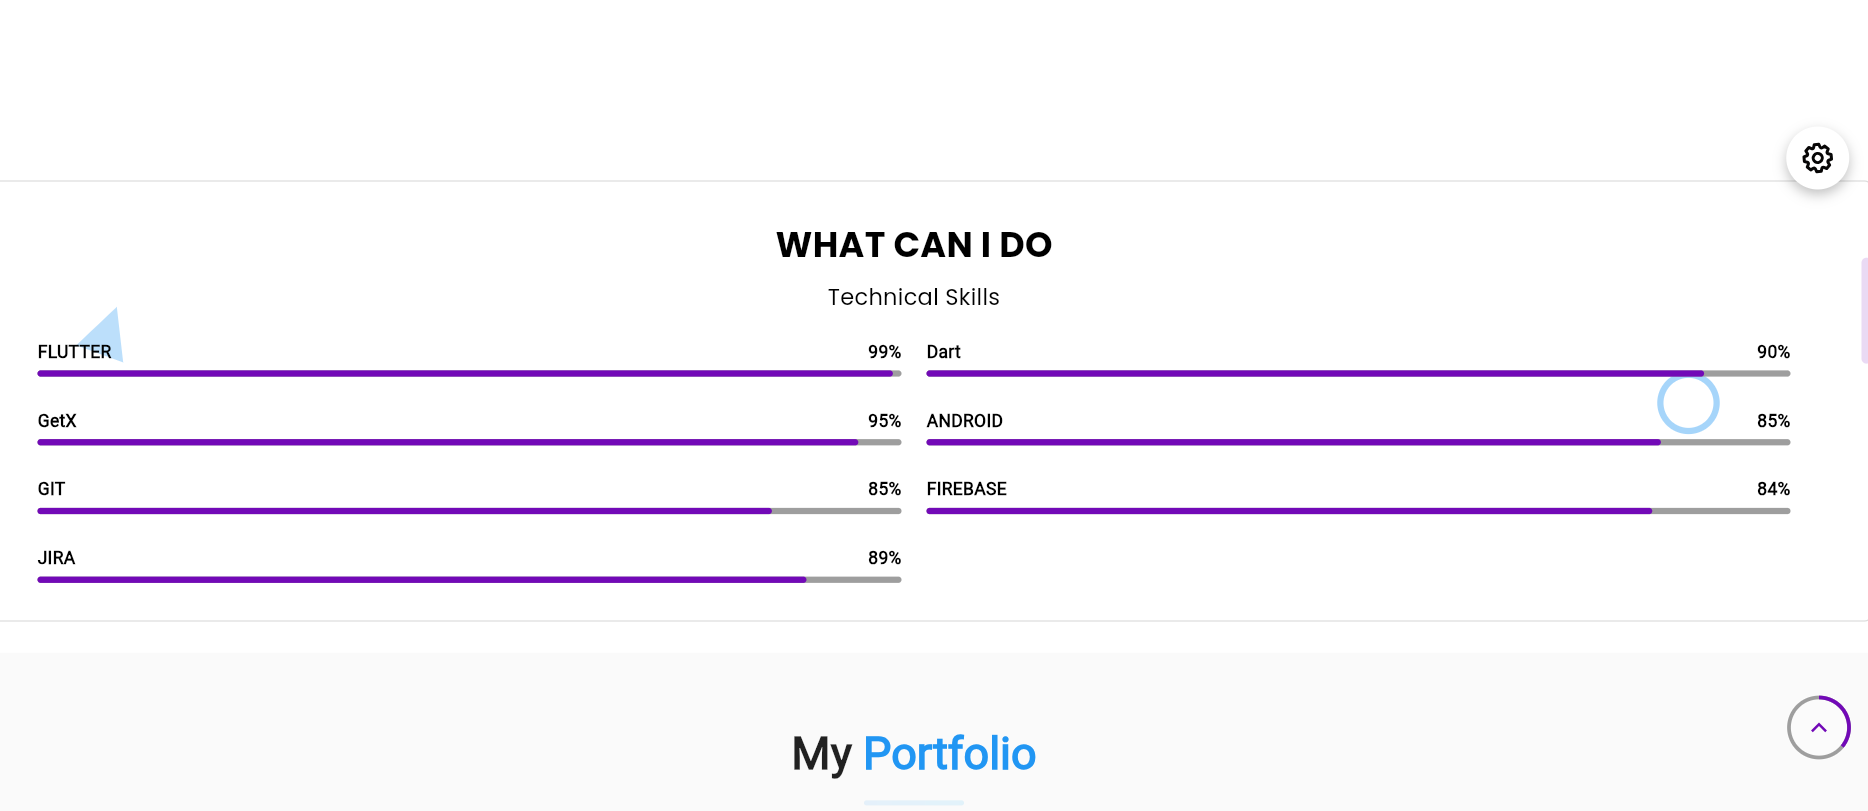 WHAT CAN I DO
Technical Skills
FLUTTER 99%
Dart 90%
GetX 95%
ANDROID 85%
GIT 85%
FIREBASE 84%
JIRA 89%
My Portfolio